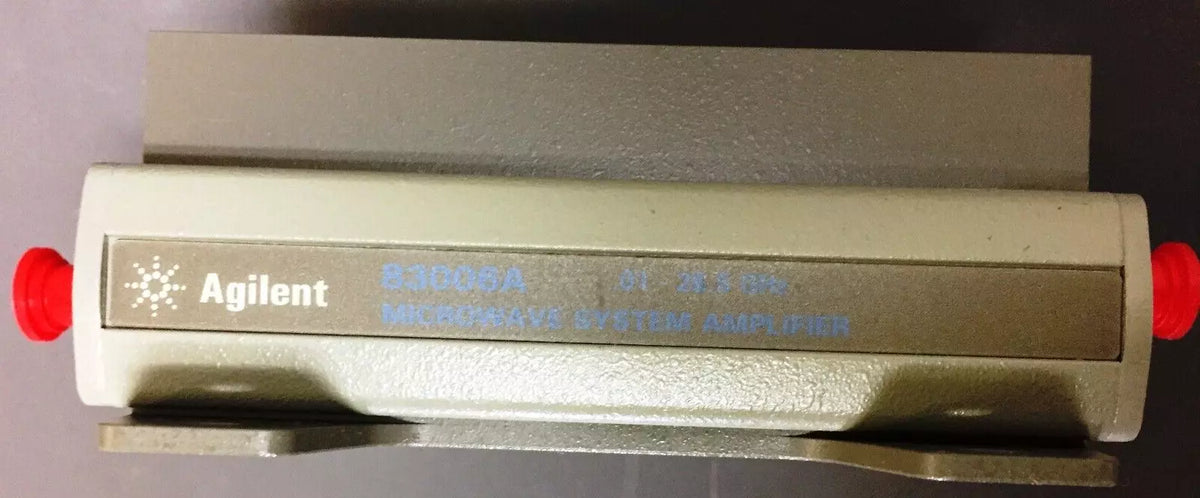 Agilent
83006A .01 - 26.5 GHz
MICROWAVE SYSTEM AMPLIFIER